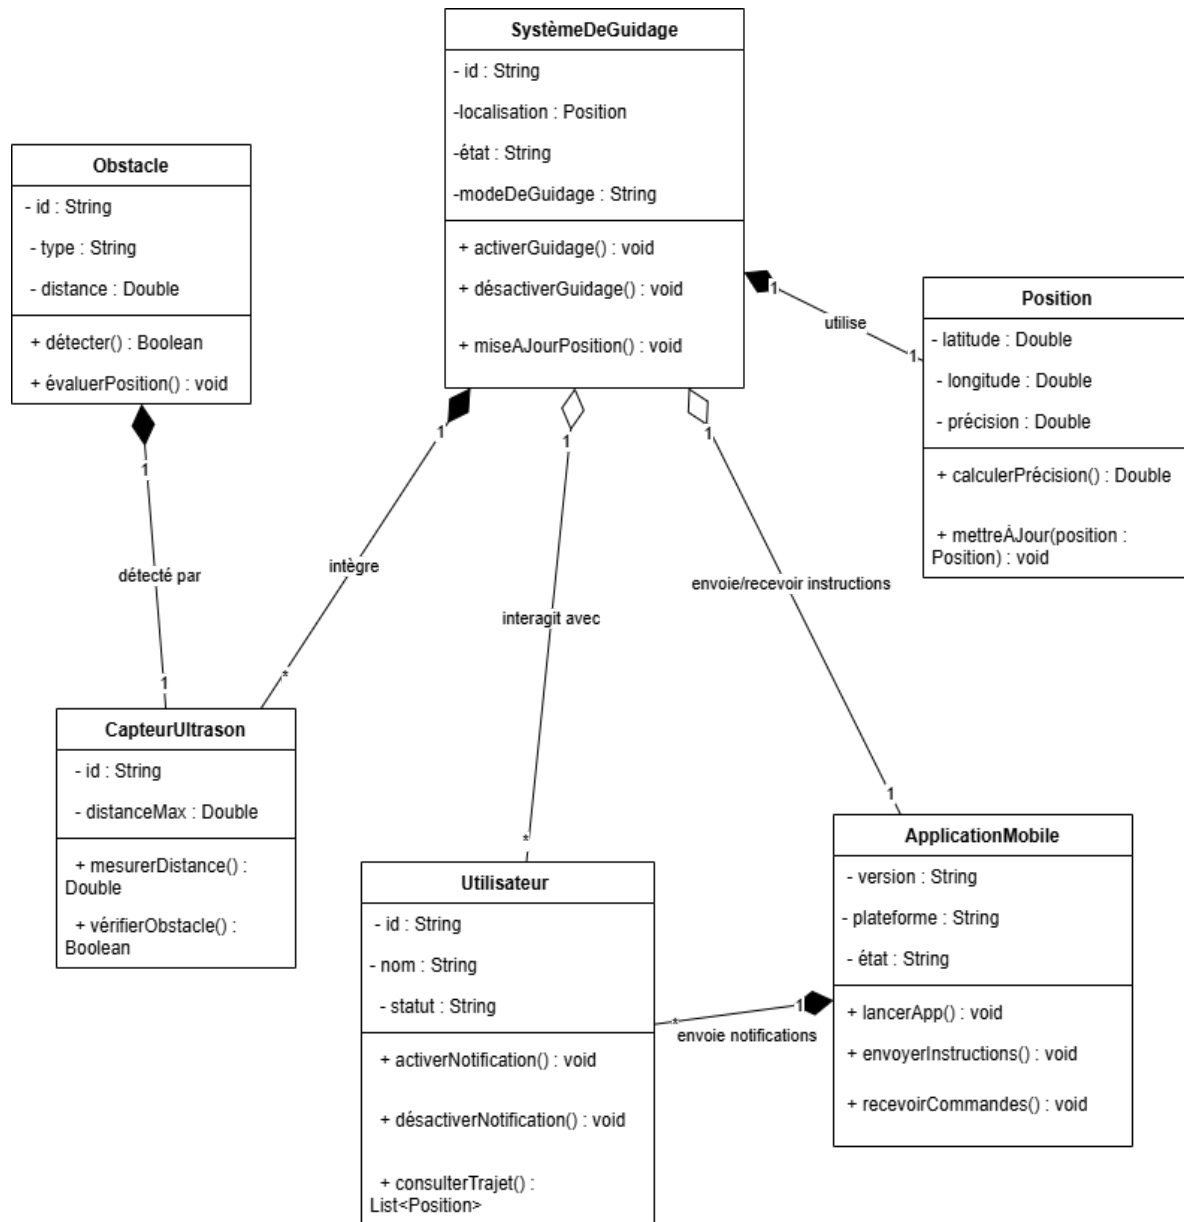 SystèmeDeGuidage
- id : String
-localisation : Position
-état : String
-modeDeGuidage : String
+ activerGuidage() : void
+ désactiverGuidage() : void
+ miseAJourPosition() : void
Obstacle
- id : String
- type : String
- distance : Double
+ détecter() : Boolean
+ évaluerPosition() : void
Position
- latitude : Double
- longitude : Double
- précision : Double
+ calculerPrécision() : Double
+ mettreÀJour(position :
Position) : void
1
utilise
1
1
détecté par
1
1
intègre
*
1
interagit avec
*
1
envoie/recevoir instructions
1
CapteurUltrason
- id : String
- distanceMax : Double
+ mesurerDistance() :
Double
+ vérifierObstacle() :
Boolean
Utilisateur
- id : String
- nom : String
- statut : String
+ activerNotification() : void
+ désactiverNotification() : void
+ consulterTrajet() :
List<Position>
ApplicationMobile
- version : String
- plateforme : String
- état : String
+ lancerApp() : void
+ envoyerInstructions() : void
+ recevoirCommandes() : void
1
*
envoie notifications